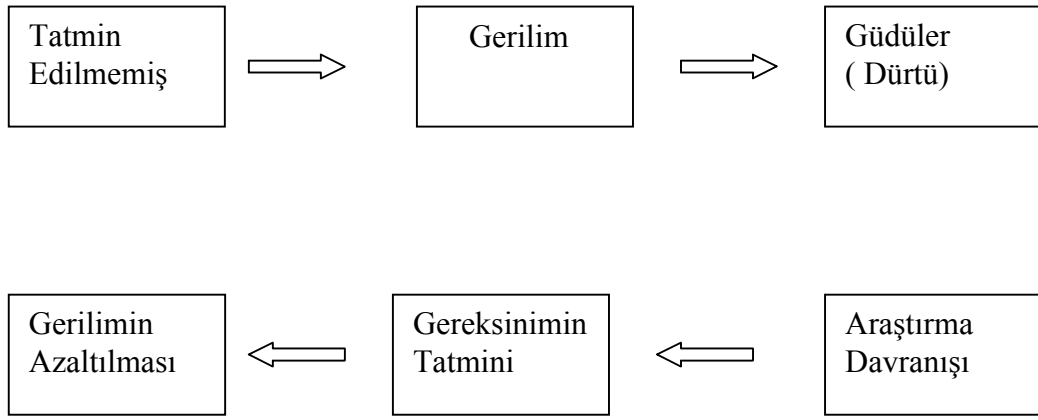 Tatmin
Edilmemiş
Gerilim
Güdüler
( Dürtü)
Gerilimin
Azaltılması
Gereksinimin
Tatmini
Araştırma
Davranışı